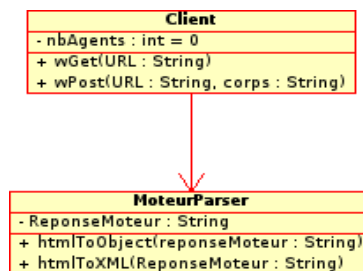 Client
- nbAgents : int = 0
+ wGet(URL : String)
+ wPost(URL : String, corps : String)
MoteurParser
- ReponseMoteur : String
+ htmlToObject(reponseMoteur : String)
+ htmlToXML(ReponseMoteur : String)